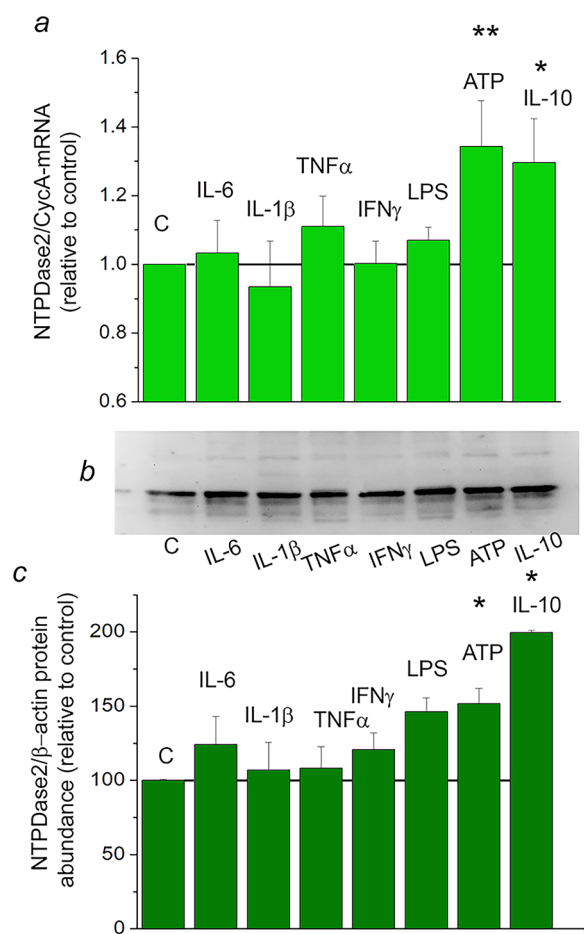 a
NTPDase2/CycA-mRNA
(relative to control)
1.6
1.4
1.2
1.0
0.8
0.6
C
IL-6
IL-1β
TNFα
IFNγ
LPS
**
ATP
*
IL-10
b
C IL-6 IL-1β TNFα IFNγ LPS ATP IL-10
c
NTPDase2/β–actin protein
abundance (relative to control)
200
150
100
50
0
C
IL-6
IL-1β
TNFα
IFNγ
LPS
*
ATP
*
IL-10